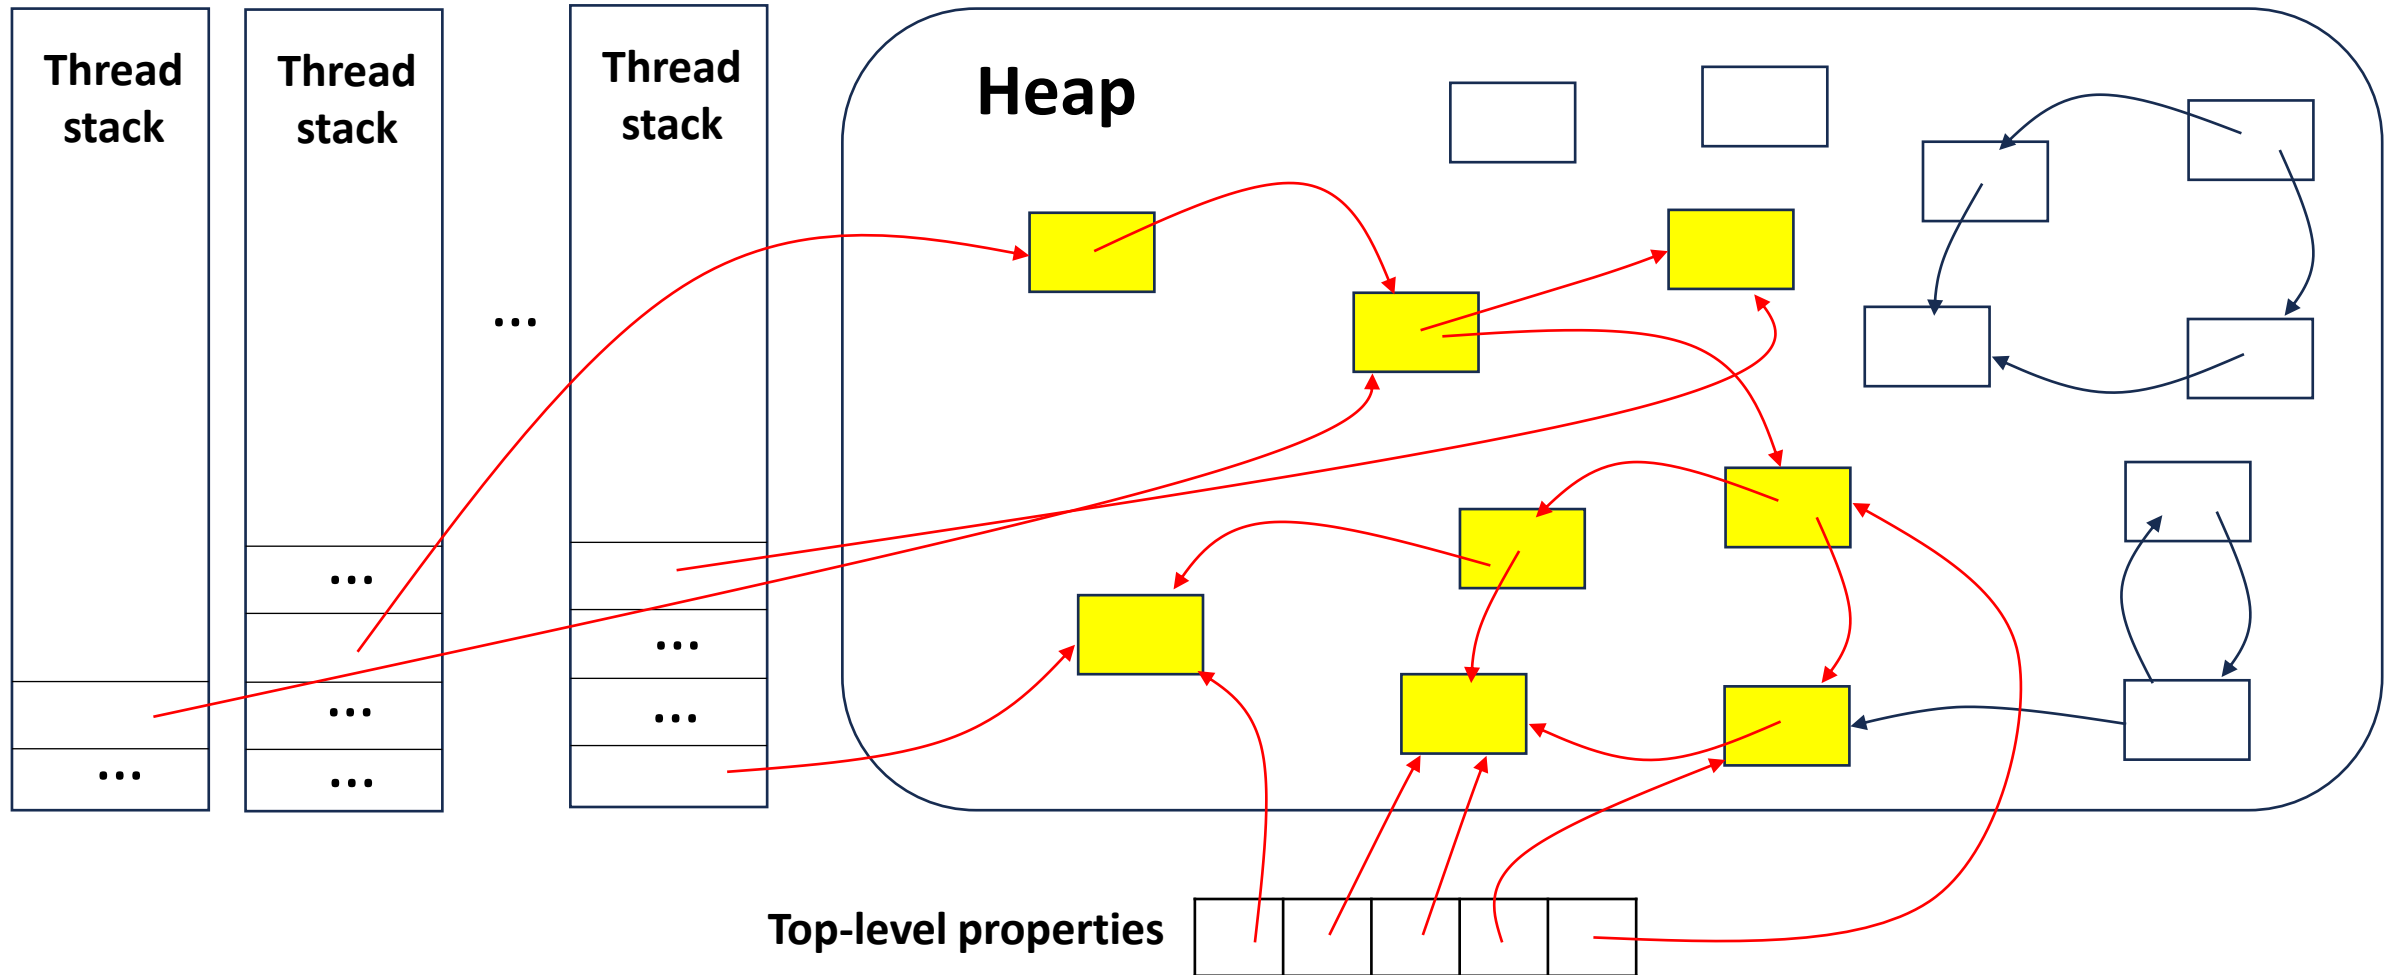 Thread
stack
Thread
stack
Thread
stack
Heap
...
...
...
...
...
...
...
Top-level properties